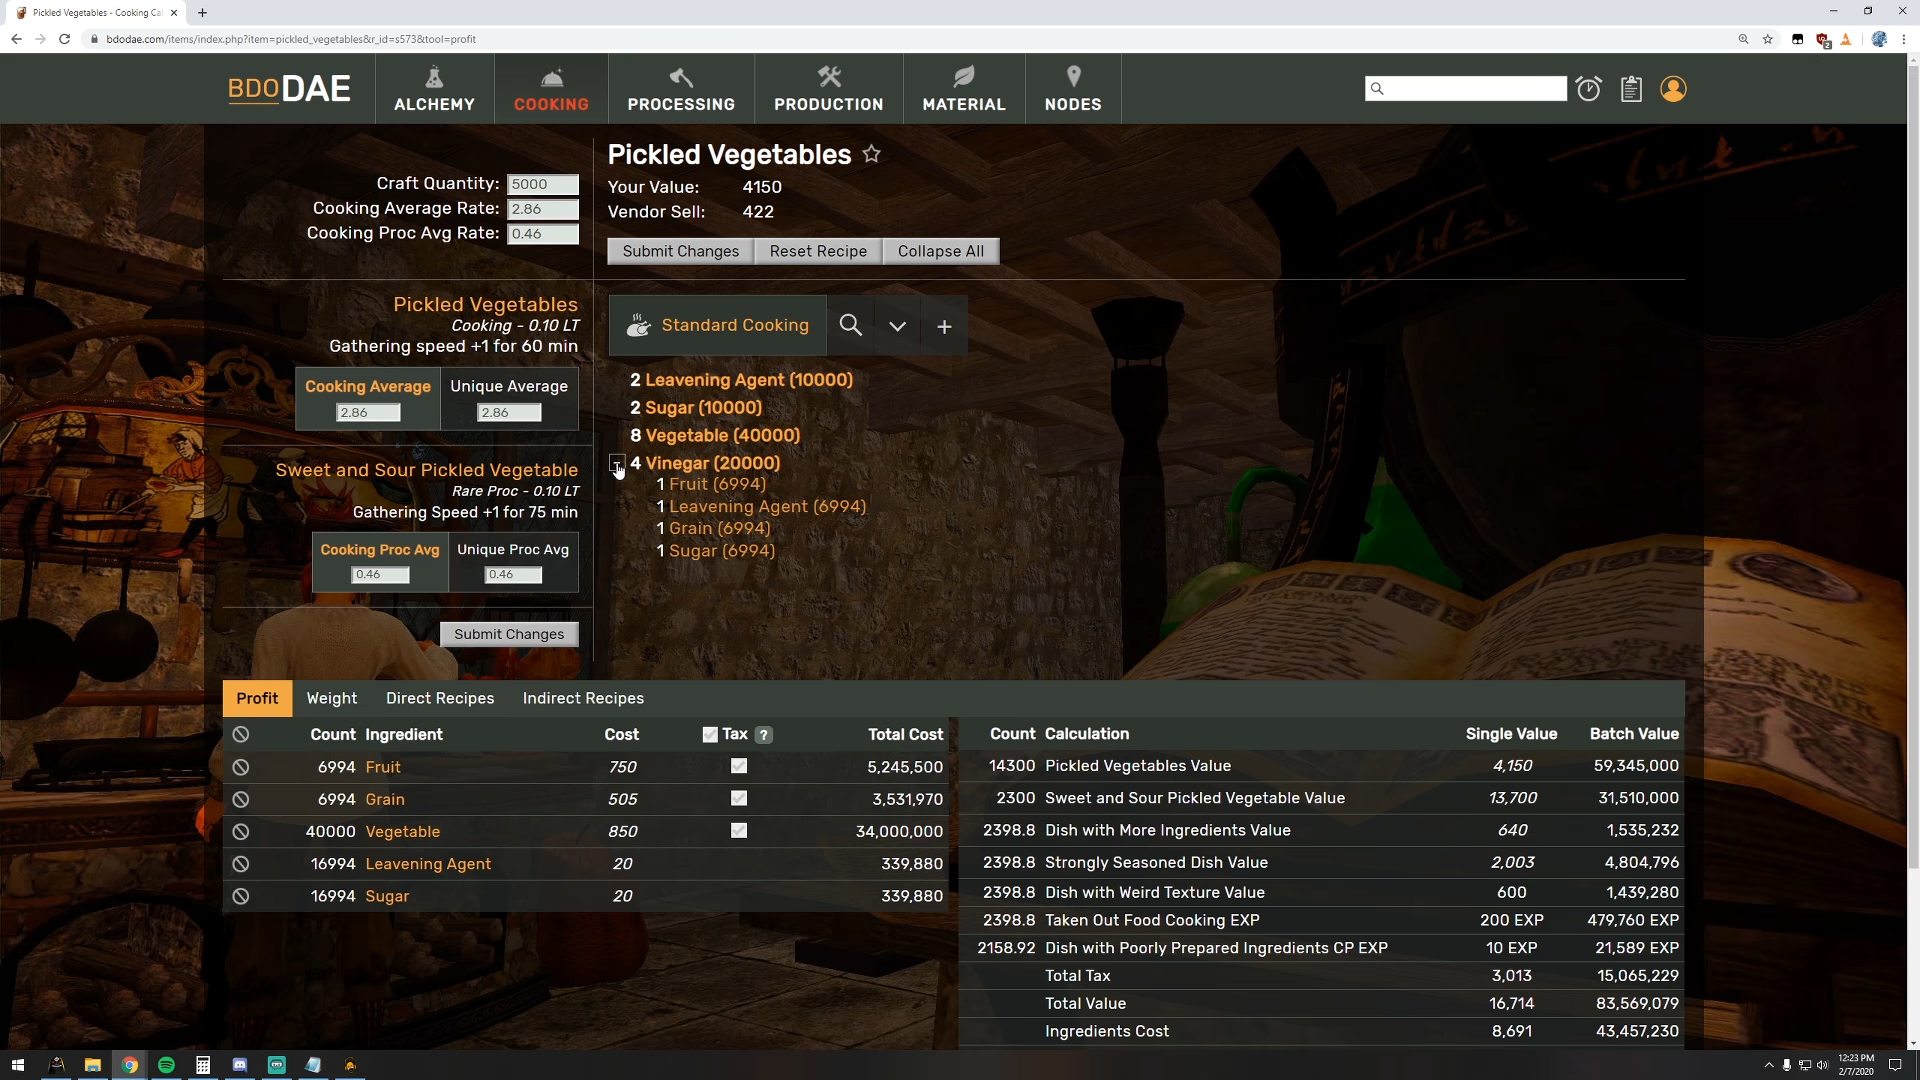 Pickled Vegetables - Cooking Ca
bdodae.com/items/index.php?item=pickled_vegetables&r_id=s573&tool=profit
2
BDODAE
ALCHEMY
COOKING
PROCESSING
PRODUCTION
MATERIAL
NODES
Craft Quantity: 5000
Cooking Average Rate: 2.86
Cooking Proc Avg Rate: 0.46
Pickled Vegetables
Your Value: 4150
Vendor Sell: 422
Submit Changes
Reset Recipe
Collapse All
Pickled Vegetables
Cooking - 0.10 LT
Gathering speed +1 for 60 min
Cooking Average
Unique Average
2.86
2.86
Sweet and Sour Pickled Vegetable
Rare Proc - 0.10 LT
Gathering Speed +1 for 75 min
Cooking Proc Avg
Unique Proc Avg
0.46
0.46
Submit Changes
Standard Cooking
2 Leavening Agent (10000)
2 Sugar (10000)
8 Vegetable (40000)
4 Vinegar (20000)
1 Fruit (6994)
1 Leavening Agent (6994)
1 Grain (6994)
1 Sugar (6994)
Profit
Weight
Direct Recipes
Indirect Recipes
Count Ingredient Cost Tax ? Total Cost
6994 Fruit 750 5,245,500
6994 Grain 505 3,531,970
40000 Vegetable 850 34,000,000
16994 Leavening Agent 20 339,880
16994 Sugar 20 339,880
Count Calculation Single Value Batch Value
14300 Pickled Vegetables Value 4,150 59,345,000
2300 Sweet and Sour Pickled Vegetable Value 13,700 31,510,000
2398.8 Dish with More Ingredients Value 640 1,535,232
2398.8 Strongly Seasoned Dish Value 2,003 4,804,796
2398.8 Dish with Weird Texture Value 600 1,439,280
2398.8 Taken Out Food Cooking EXP 200 EXP 479,760 EXP
2158.92 Dish with Poorly Prepared Ingredients CP EXP 10 EXP 21,589 EXP
Total Tax 3,013 15,065,229
Total Value 16,714 83,569,079
Ingredients Cost 8,691 43,457,230
12:23 PM
2/7/2020